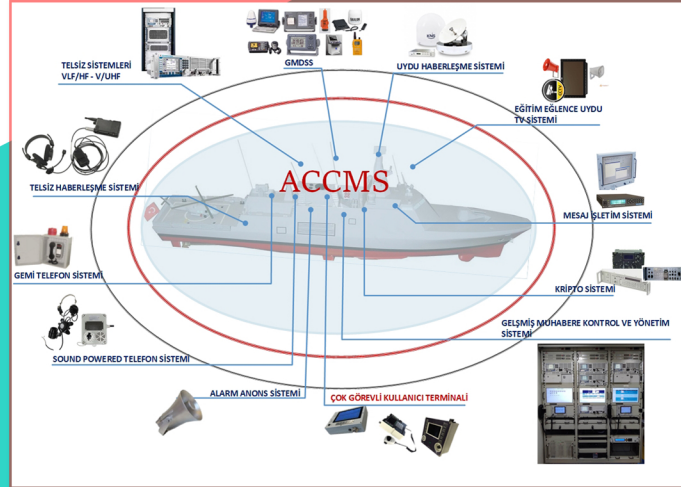 TELSİZ SİSTEMLERİ
VLF/HF - V/UHF
GMDSS
UYDU HABERLEŞME SİSTEMİ
EĞİTİM EĞLENCE UYDU
TV SİSTEMİ
ACCMS
TELSİZ HABERLEŞME SİSTEMİ
MESAJ İŞLETİM SİSTEMİ
GEMİ TELEFON SİSTEMİ
KRİPTO SİSTEMİ
GELŞMİŞ MUHABERE KONTROL VE YÖNETİM
SİSTEMİ
SOUND POWERED TELEFON SİSTEMİ
ALARM ANONS SİSTEMİ
ÇOK GÖREVLİ KULLANICI TERMİNALİ